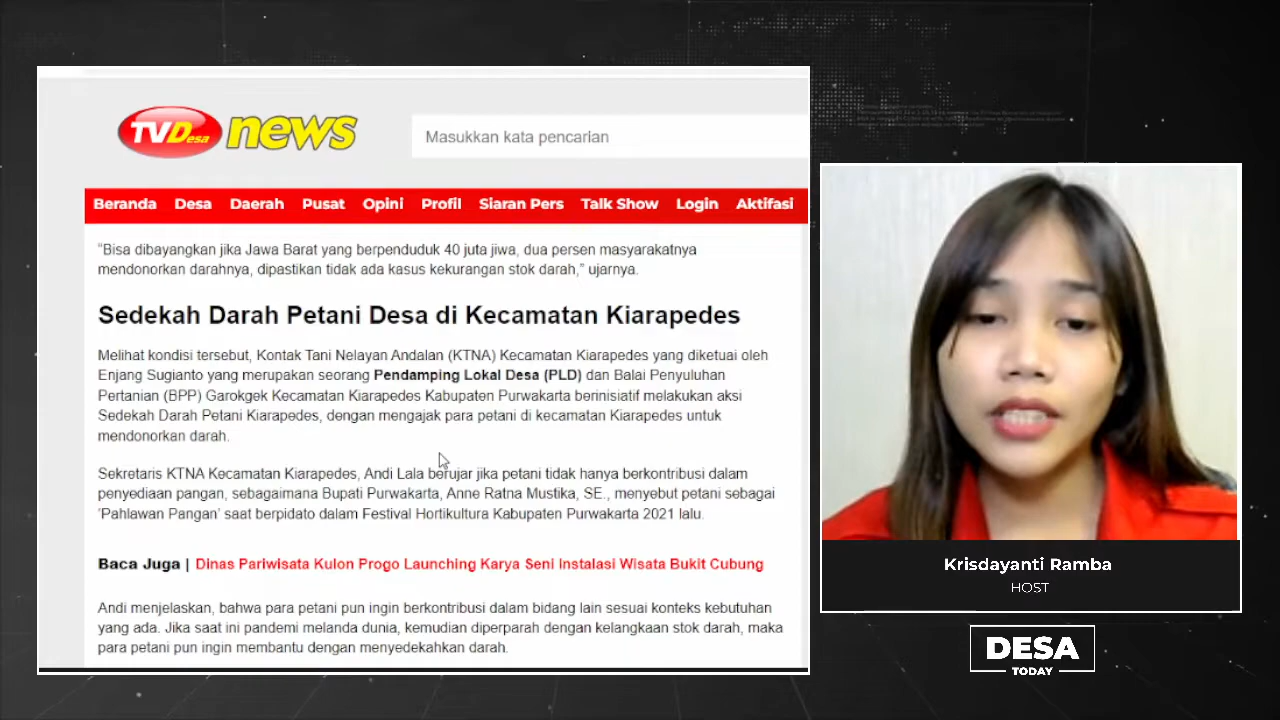 TVDesa news
Masukkan kata pencarian
Beranda Desa Daerah Pusat Opini Profil Siaran Pers Talk Show Login Aktifasi
“Bisa dibayangkan jika Jawa Barat yang berpenduduk 40 juta jiwa, dua persen masyarakatnya
mendonorkan darahnya, dipastikan tidak ada kasus kekurangan stok darah,” ujarnya.
Sedekah Darah Petani Desa di Kecamatan Kiarapedes
Melihat kondisi tersebut, Kontak Tani Nelayan Andalan (KTNA) Kecamatan Kiarapedes yang diketuai oleh
Enjang Sugianto yang merupakan seorang Pendamping Lokal Desa (PLD) dan Balai Penyuluhan
Pertanian (BPP) Garokgek Kecamatan Kiarapedes Kabupaten Purwakarta berinisiatif melakukan aksi
Sedekah Darah Petani Kiarapedes, dengan mengajak para petani di kecamatan Kiarapedes untuk
mendonorkan darah.
Sekretaris KTNA Kecamatan Kiarapedes, Andi Lala berujar jika petani tidak hanya berkontribusi dalam
penyediaan pangan, sebagaimana Bupati Purwakarta, Anne Ratna Mustika, SE., menyebut petani sebagai
‘Pahlawan Pangan’ saat berpidato dalam Festival Hortikultura Kabupaten Purwakarta 2021 lalu.
Baca Juga | Dinas Pariwisata Kulon Progo Launching Karya Seni Instalasi Wisata Bukit Cubung
Andi menjelaskan, bahwa para petani pun ingin berkontribusi dalam bidang lain sesuai konteks kebutuhan
yang ada. Jika saat ini pandemi melanda dunia, kemudian diperparah dengan kelangkaan stok darah, maka
para petani pun ingin membantu dengan menyedekahkan darah.
Krisdayanti Ramba
HOST
DESA
TODAY